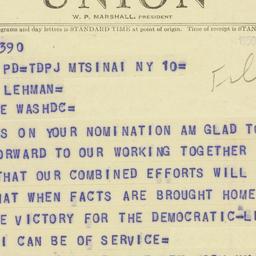 UNION
W. P. MARSHALL, PRESIDENT
grams and day letters is STANDARD TIME at point of origin. Time of receipt is STAN
390
PD=TDPJ MTSINAI NY 10=
LEHMAN=
E WASHDC=
S ON YOUR NOMINATION AM GLAD TO
ORWARD TO OUR WORKING TOGETHER
THAT OUR COMBINED EFFORTS WILL
HAT WHEN FACTS ARE BROUGHT HOME
E VICTORY FOR THE DEMOCRATIC-L
I CAN BE OF SERVICE=